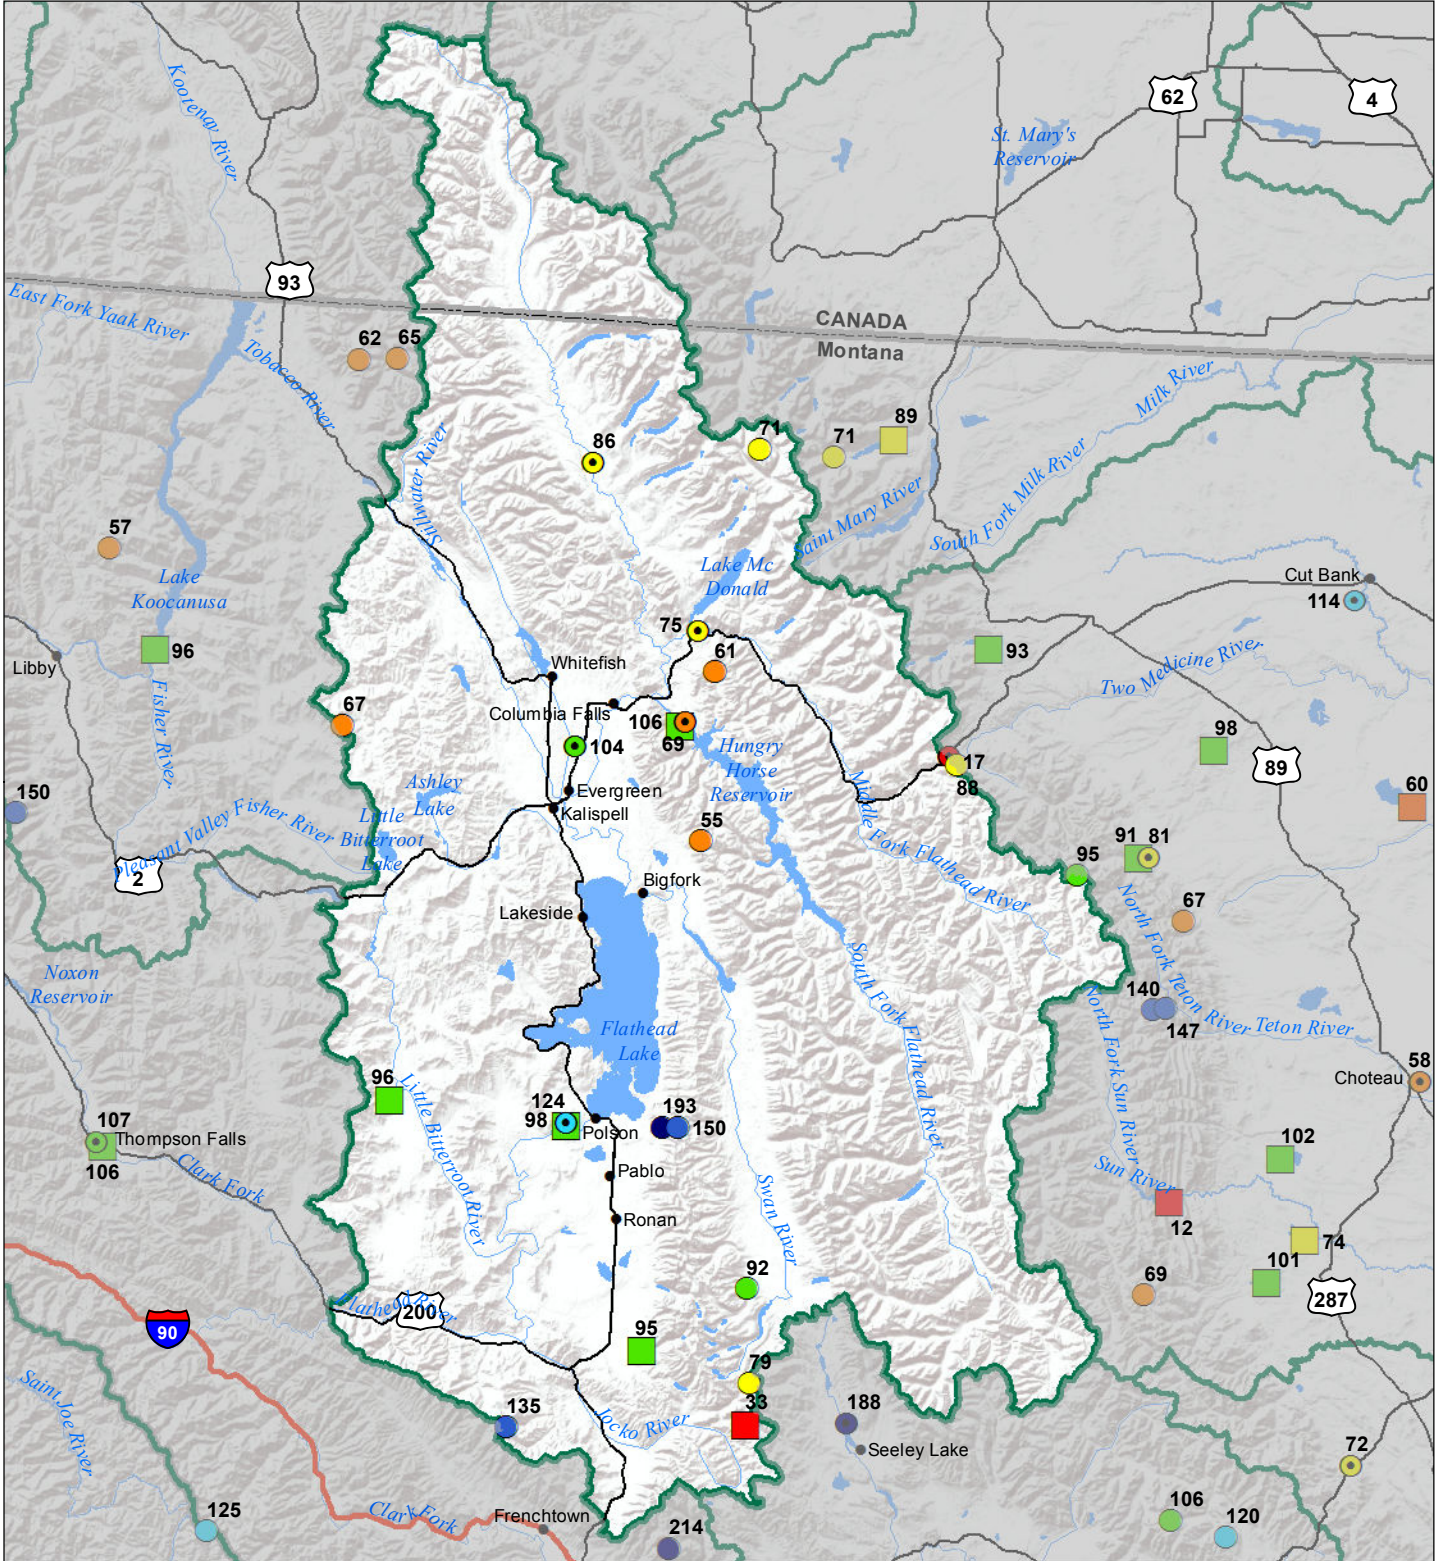 Kootenay River
62
4
St. Mary's
Reservoir
93
East Fork Yaak River
CANADA
Montana
62
65
Tobacco River
Milk River
Stillwater River
86
71
71
89
Saint Mary River
South Fork Milk River
57
Lake
Koocanusa
Lake Mc
Donald
Cut Bank
114
75
96
Libby
Whitefish
61
93
Two Medicine River
Fisher River
67
Columbia Falls
106
69
104
Hungry
Horse
Reservoir
17
88
98
89
60
150
Ashley
Lake
Evergreen
Kalispell
Little
Bitterroot
Lake
Pleasant Valley Fisher River
2
55
Middle Fork Flathead River
95
91
81
Bigfork
Lakeside
67
North Fork Teton River
Teton River
Noxon
Reservoir
South Fork Flathead River
140
147
North Fork Sun River
Flathead
Lake
58
Choteau
96
Little Bitterroot River
124
98
Polson
193
150
107
Thompson Falls
106
Clark Fork
Pablo
102
Sun River
12
Swan River
Ronan
74
101
69
92
287
Flathead River
200
90
95
79
33
Saint Joe River
135
Jocko River
188
Seeley Lake
72
125
Clark Fork
Frenchtown
214
106
120